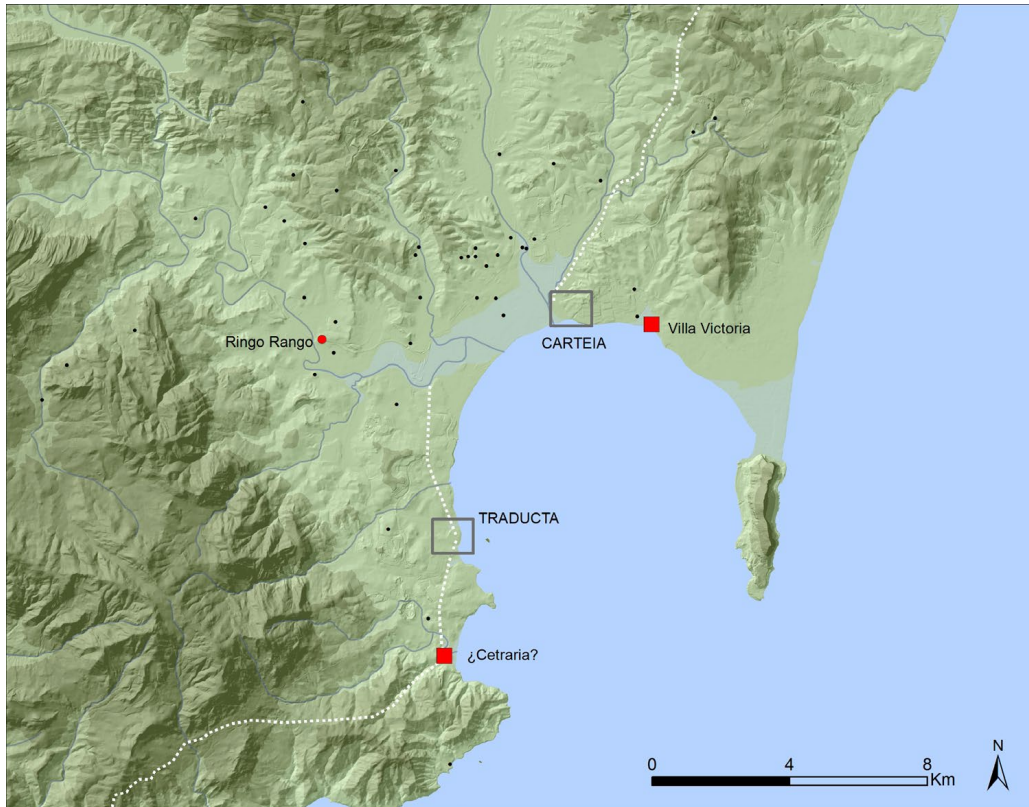 Ringo Rango
CARTEIA
Villa Victoria
TRADUCTA
¿Cetraria?
N
0 4 8
Km